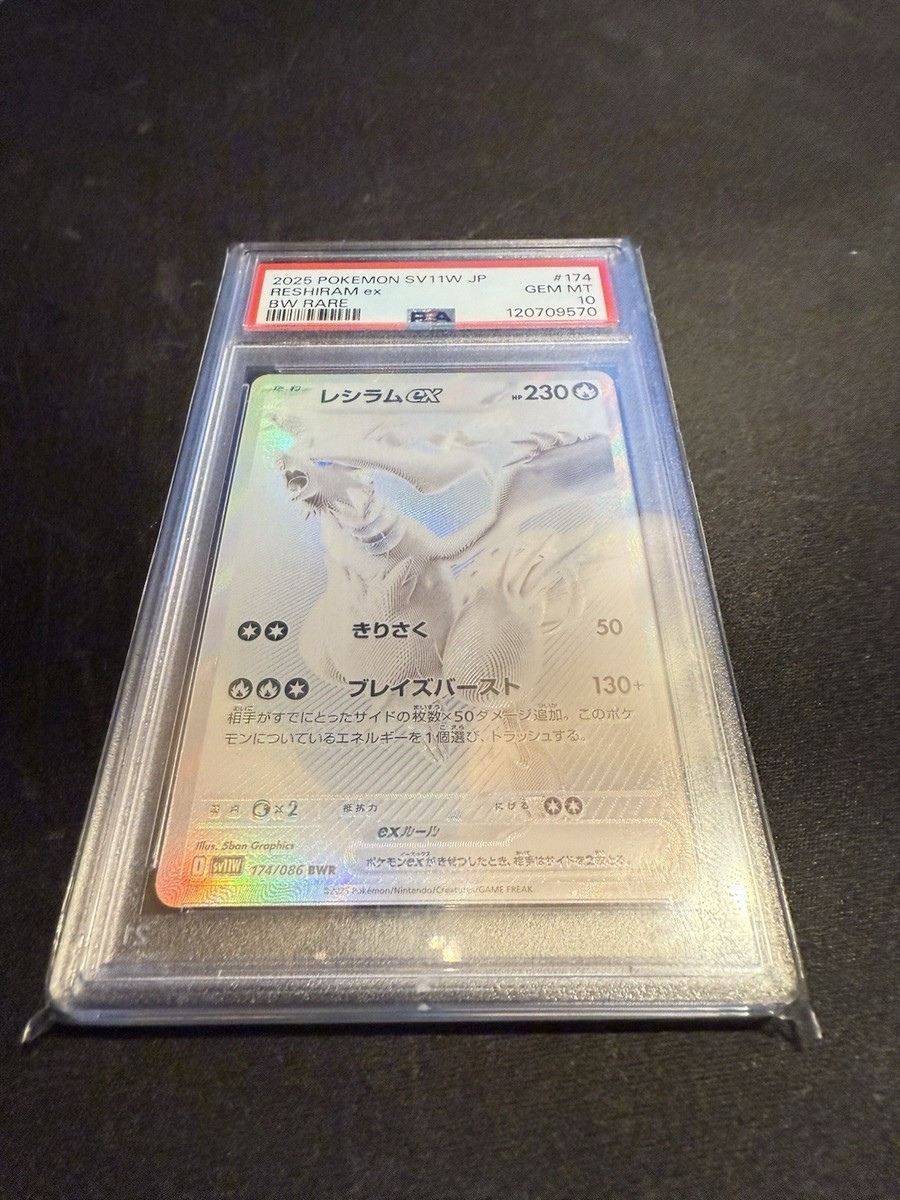 2025 POKEMON SV11W JP #174
RESHIRAM ex GEM MT
BW RARE 10
PSA 120709570
レシラムex HP 230
きりさく 50
ブレイズバースト 130+
相手がすでにとったサイドの枚数×50ダメージ追加。このポケ
モンについているエネルギーを1個選び、トラッシュする。
×2 抵抗力 にげる
exルール
Illus. 5ban Graphics
ポケモンexがきぜつしたとき、相手はサイドを2枚とる。
sv11W 174/086 BWR
©2025 Pokémon/Nintendo/Creatures/GAME FREAK.